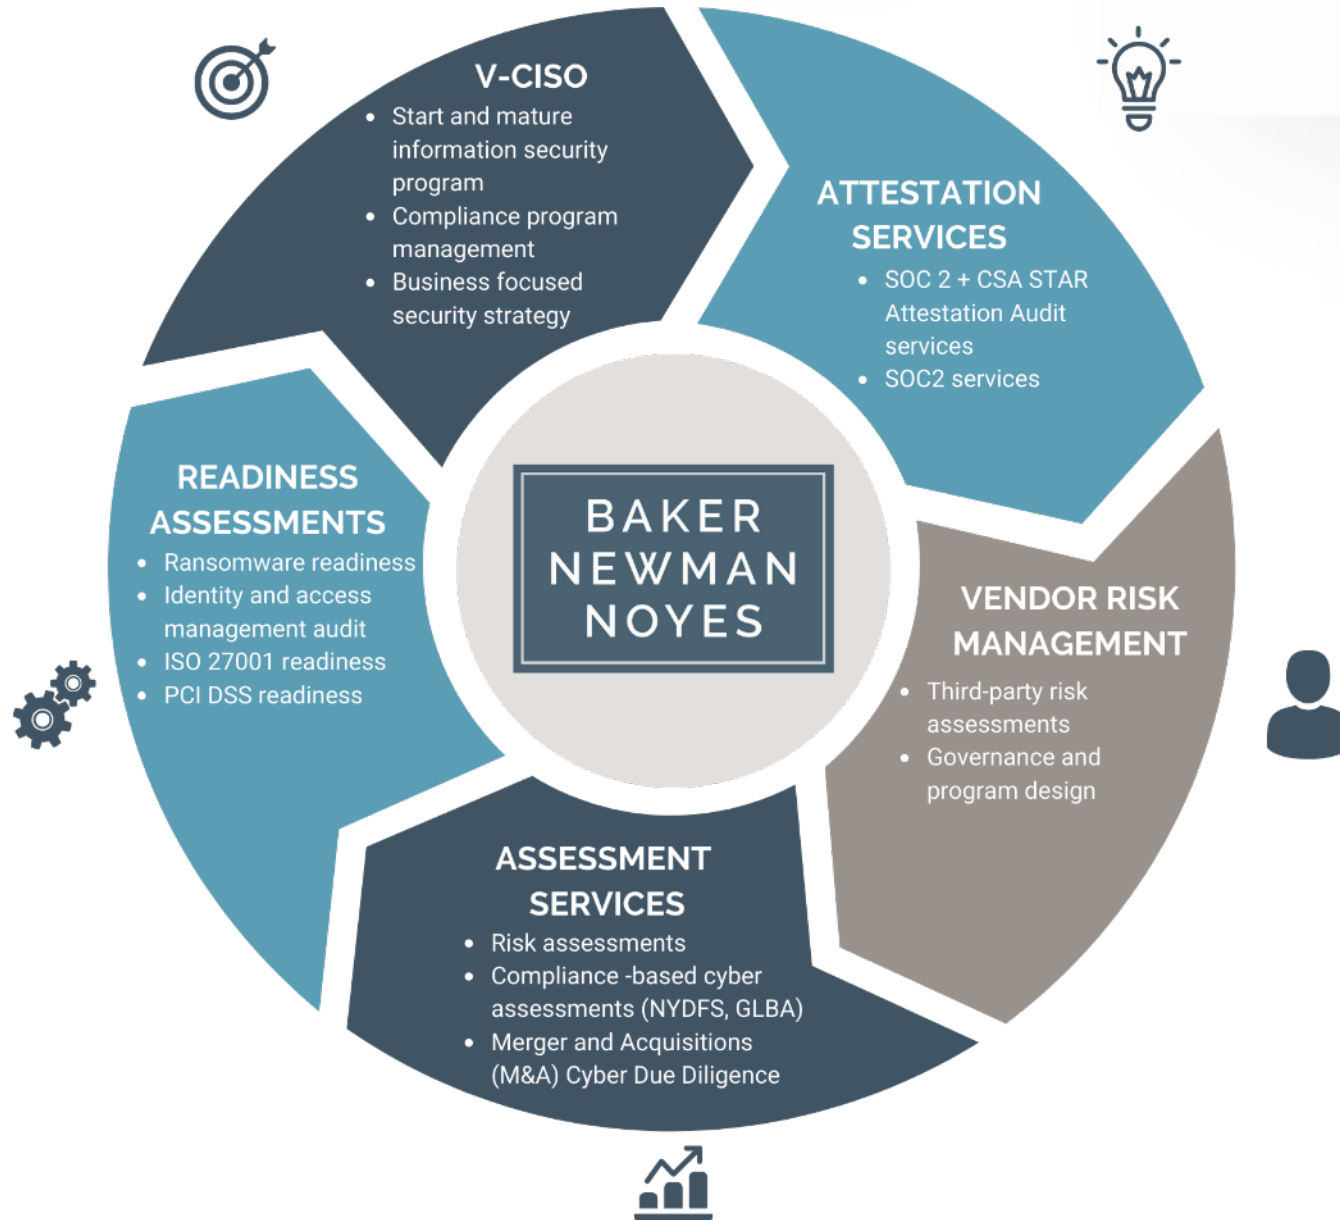 V-CISO
• Start and mature
information security
program
• Compliance program
management
• Business focused
security strategy
ATTESTATION
SERVICES
• SOC 2 + CSA STAR
Attestation Audit
services
• SOC2 services
VENDOR RISK
MANAGEMENT
• Third-party risk
assessments
• Governance and
program design
ASSESSMENT
SERVICES
• Risk assessments
• Compliance -based cyber
assessments (NYDFS, GLBA)
• Merger and Acquisitions
(M&A) Cyber Due Diligence
READINESS
ASSESSMENTS
• Ransomware readiness
• Identity and access
management audit
• ISO 27001 readiness
• PCI DSS readiness
BAKER
NEWMAN
NOYES